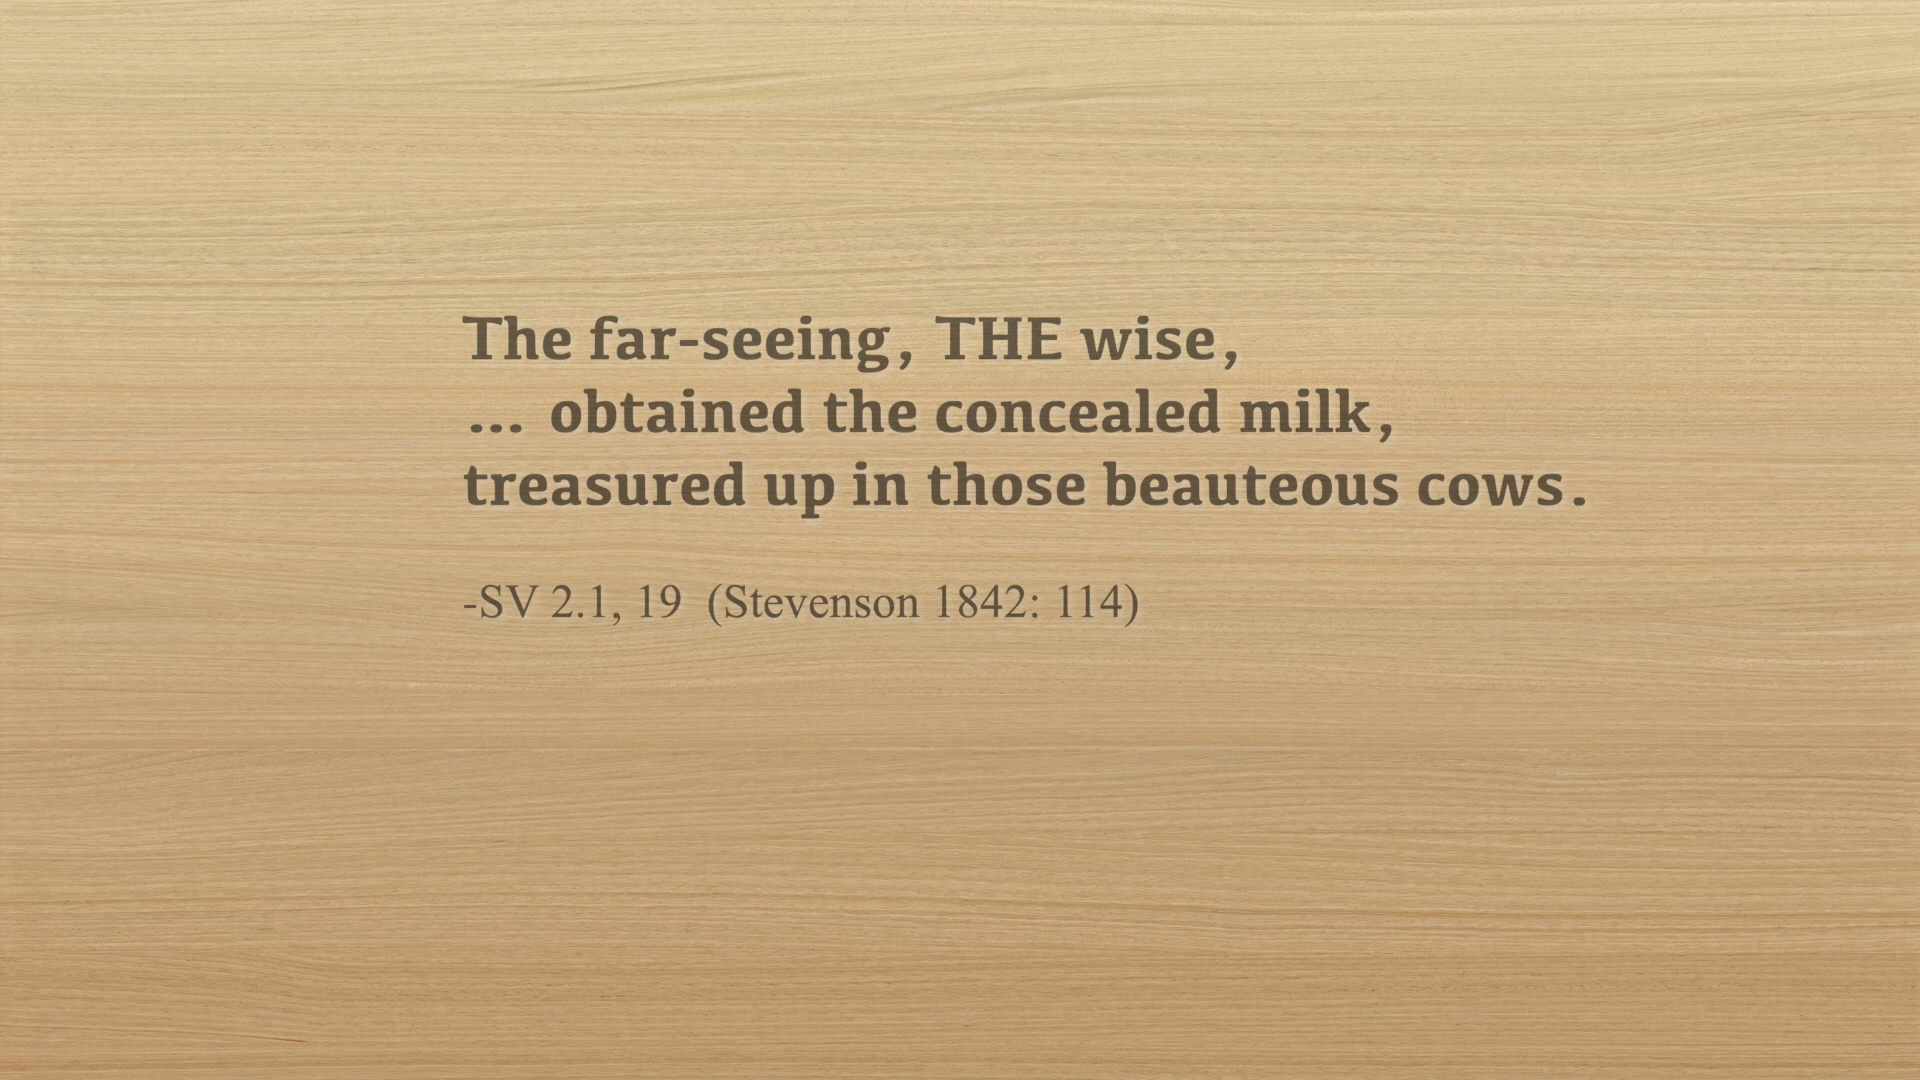 The far-seeing, THE wise,
... obtained the concealed milk,
treasured up in those beauteous cows.
-SV 2.1, 19 (Stevenson 1842: 114)